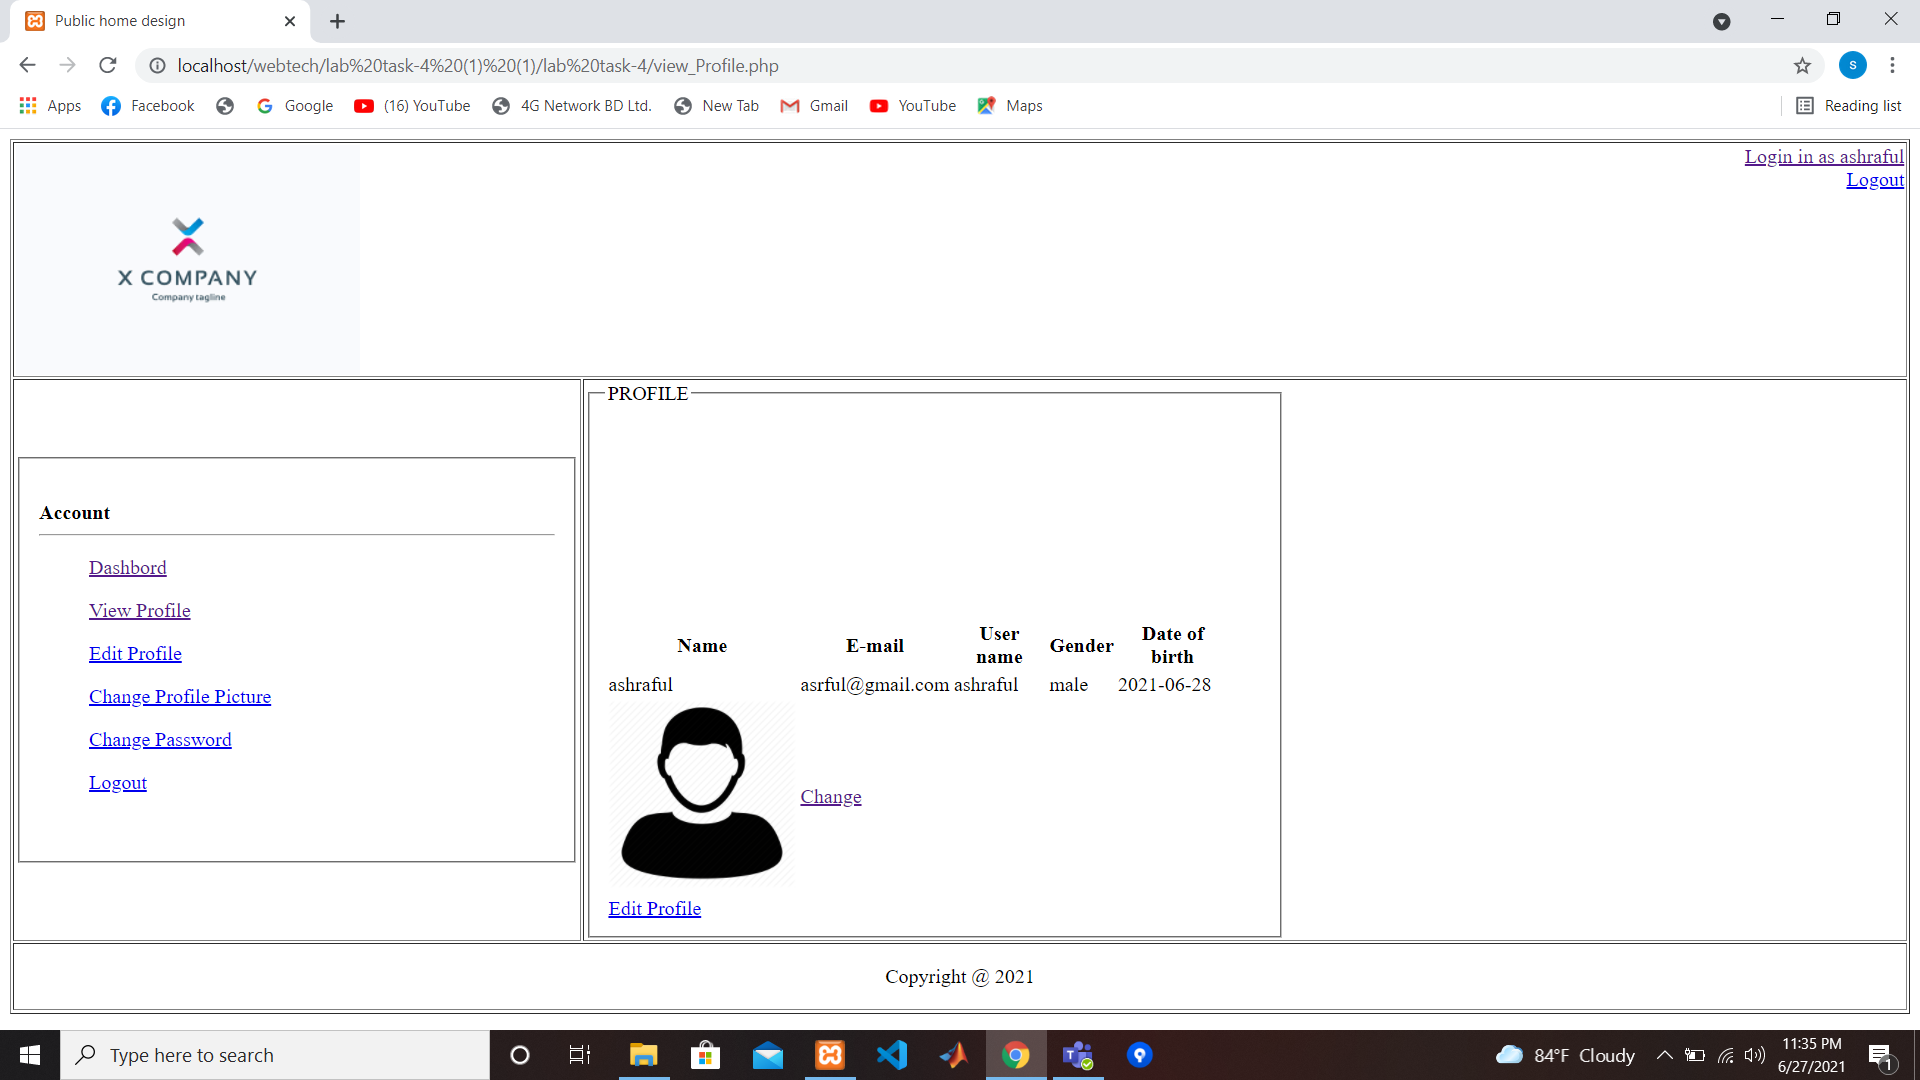 Public home design
localhost/webtech/lab%20task-4%20(1)%20(1)/lab%20task-4/view_Profile.php
s
Apps Facebook Google (16) YouTube 4G Network BD Ltd. New Tab Gmail YouTube Maps Reading list
Login in as ashraful
Logout
X COMPANY
Company tagline
PROFILE
Account
Dashbord
View Profile
Edit Profile
Change Profile Picture
Change Password
Logout
Name E-mail User name Gender Date of birth
ashraful asrful@gmail.com ashraful male 2021-06-28
Change
Edit Profile
Copyright @ 2021
Type here to search
84°F Cloudy
11:35 PM
6/27/2021
1